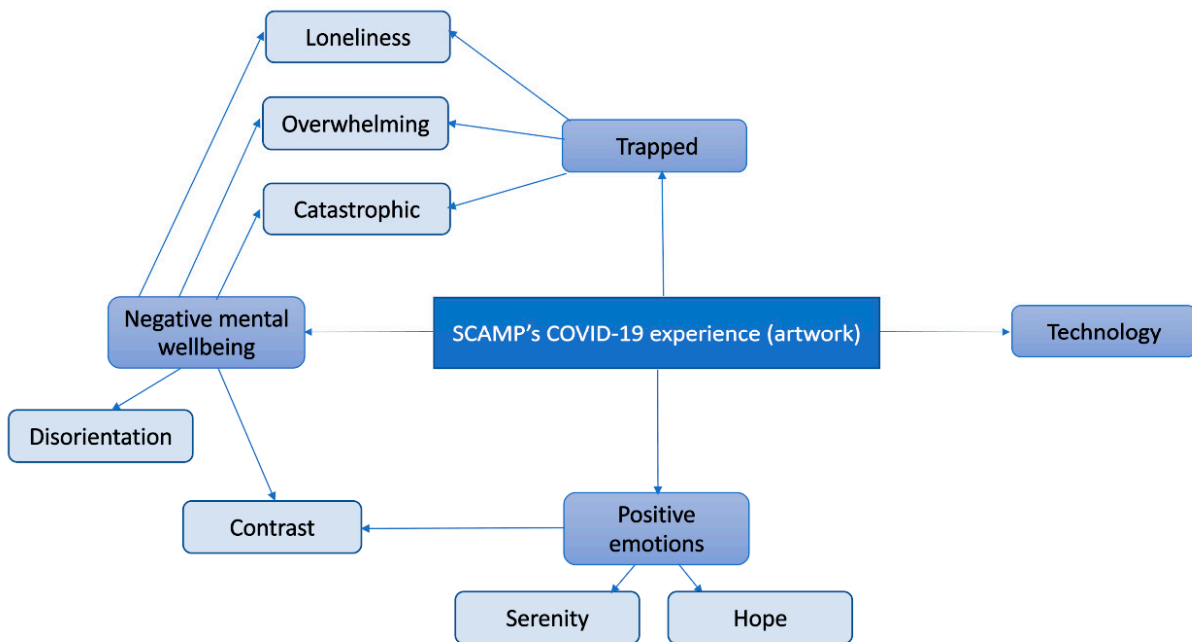 Loneliness
Overwhelming
Trapped
Catastrophic
Negative mental
wellbeing
SCAMP’s COVID-19 experience (artwork)
Technology
Disorientation
Contrast
Positive
emotions
Serenity
Hope